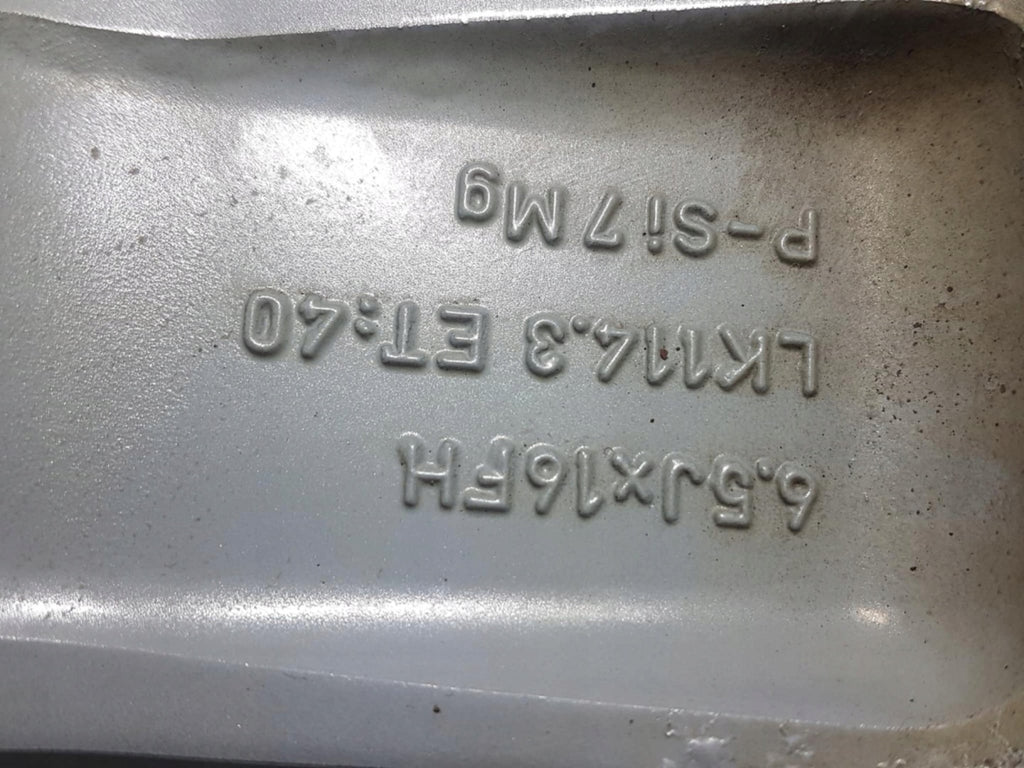 6.5Jx16FH
LK114.3 ET:40
P-Si7Mg